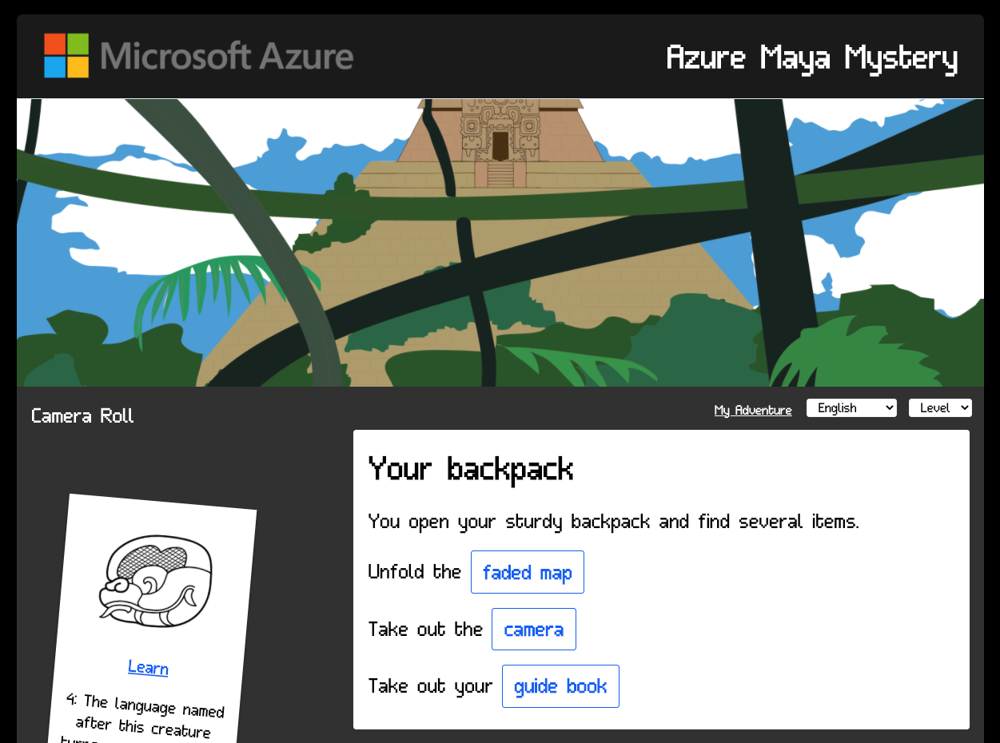 Microsoft Azure
Azure Maya Mystery
Camera Roll
My Adventure
English
Level
Your backpack
You open your sturdy backpack and find several items.
Unfold the faded map
Take out the camera
Take out your guide book
Learn
4: The language named
after this creature